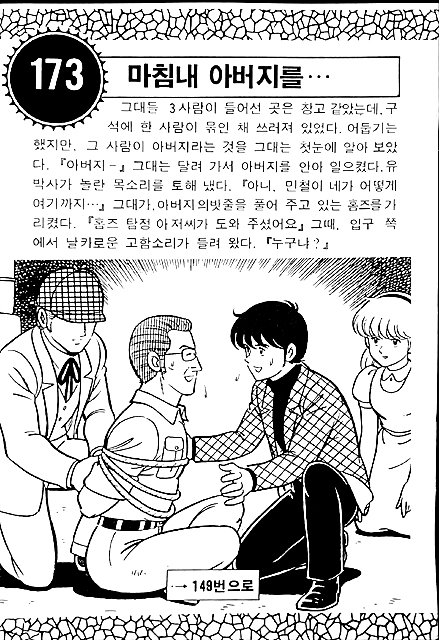 173
마침내 아버지를…
그대들 3사람이 들어선 곳은 창고 같았는데, 구
석에 한 사람이 묶인 채 쓰러져 있었다. 어둡기는
했지만, 그 사람이 아버지라는 것을 그대는 첫눈에 알아 보았
다. 『아버지-』 그대는 달려 가서 아버지를 안아 일으켰다. 유
박사가 놀란 목소리를 토해 냈다. 『아니, 민철이 네가 어떻게
여기까지…』 그대가, 아버지의 밧줄을 풀어 주고 있는 홈즈를 가
리켰다. 『홈즈 탐정 아저씨가 도와 주셨어요』 그때, 입구 쪽
에서 날카로운 고함소리가 들려 왔다. 『누구냐?』
→ 149번으로